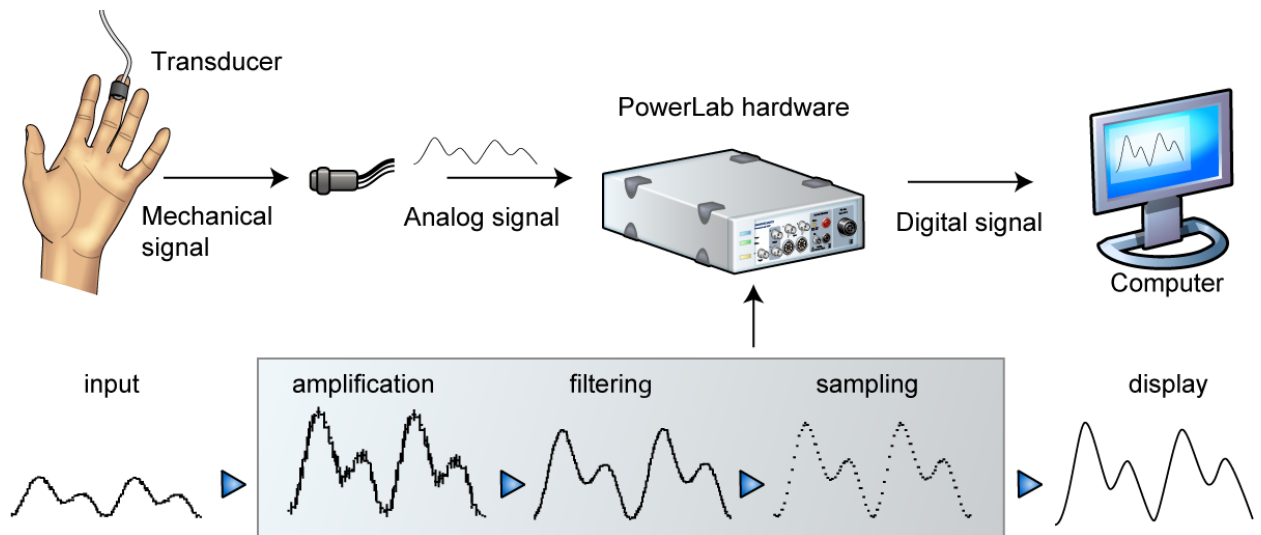 Transducer
PowerLab hardware
Mechanical
signal
Analog signal
Digital signal
Computer
input
amplification
filtering
sampling
display